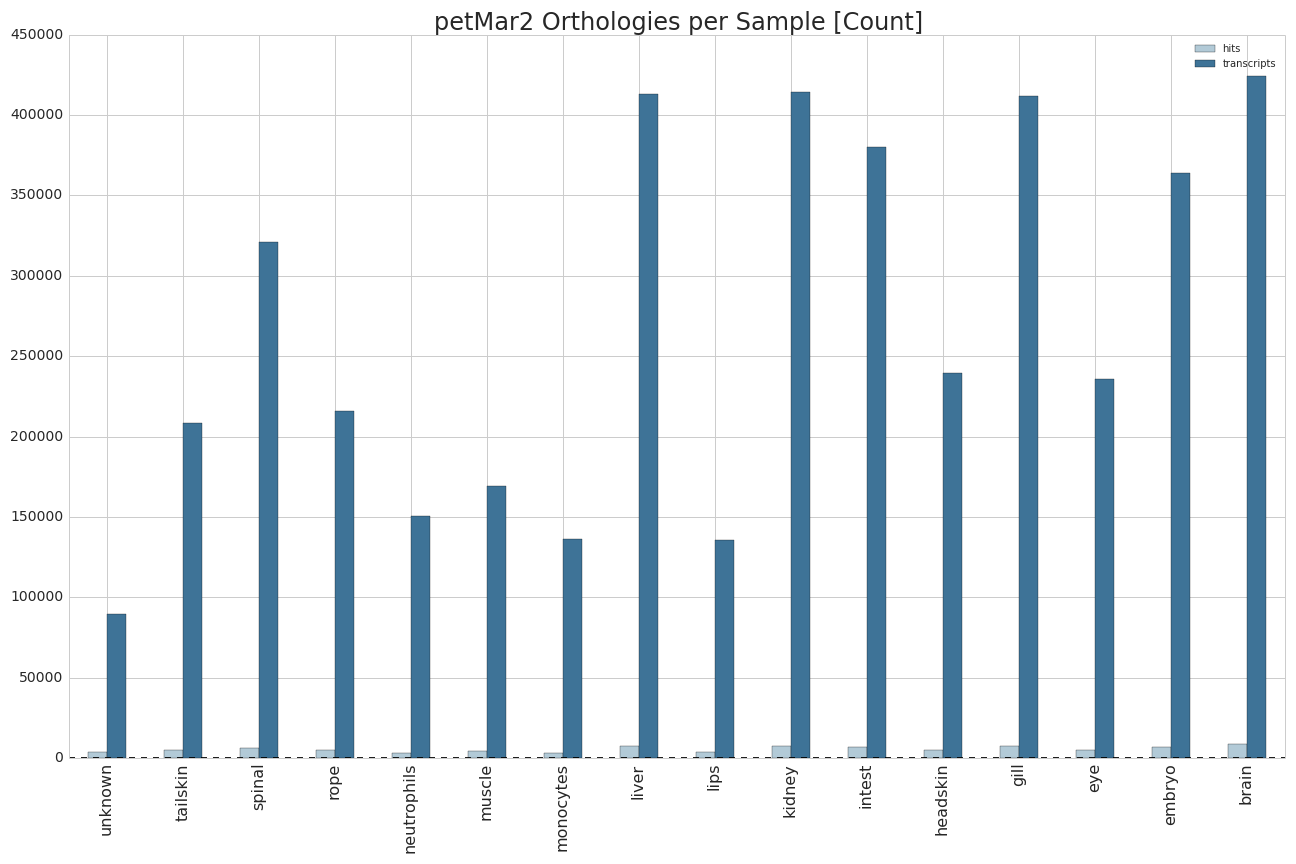 petMar2 Orthologies per Sample [Count]
hits
transcripts
450000
400000
350000
300000
250000
200000
150000
100000
50000
0
unknown
tailskin
spinal
rope
neutrophils
muscle
monocytes
liver
lips
kidney
intest
headskin
gill
eye
embryo
brain